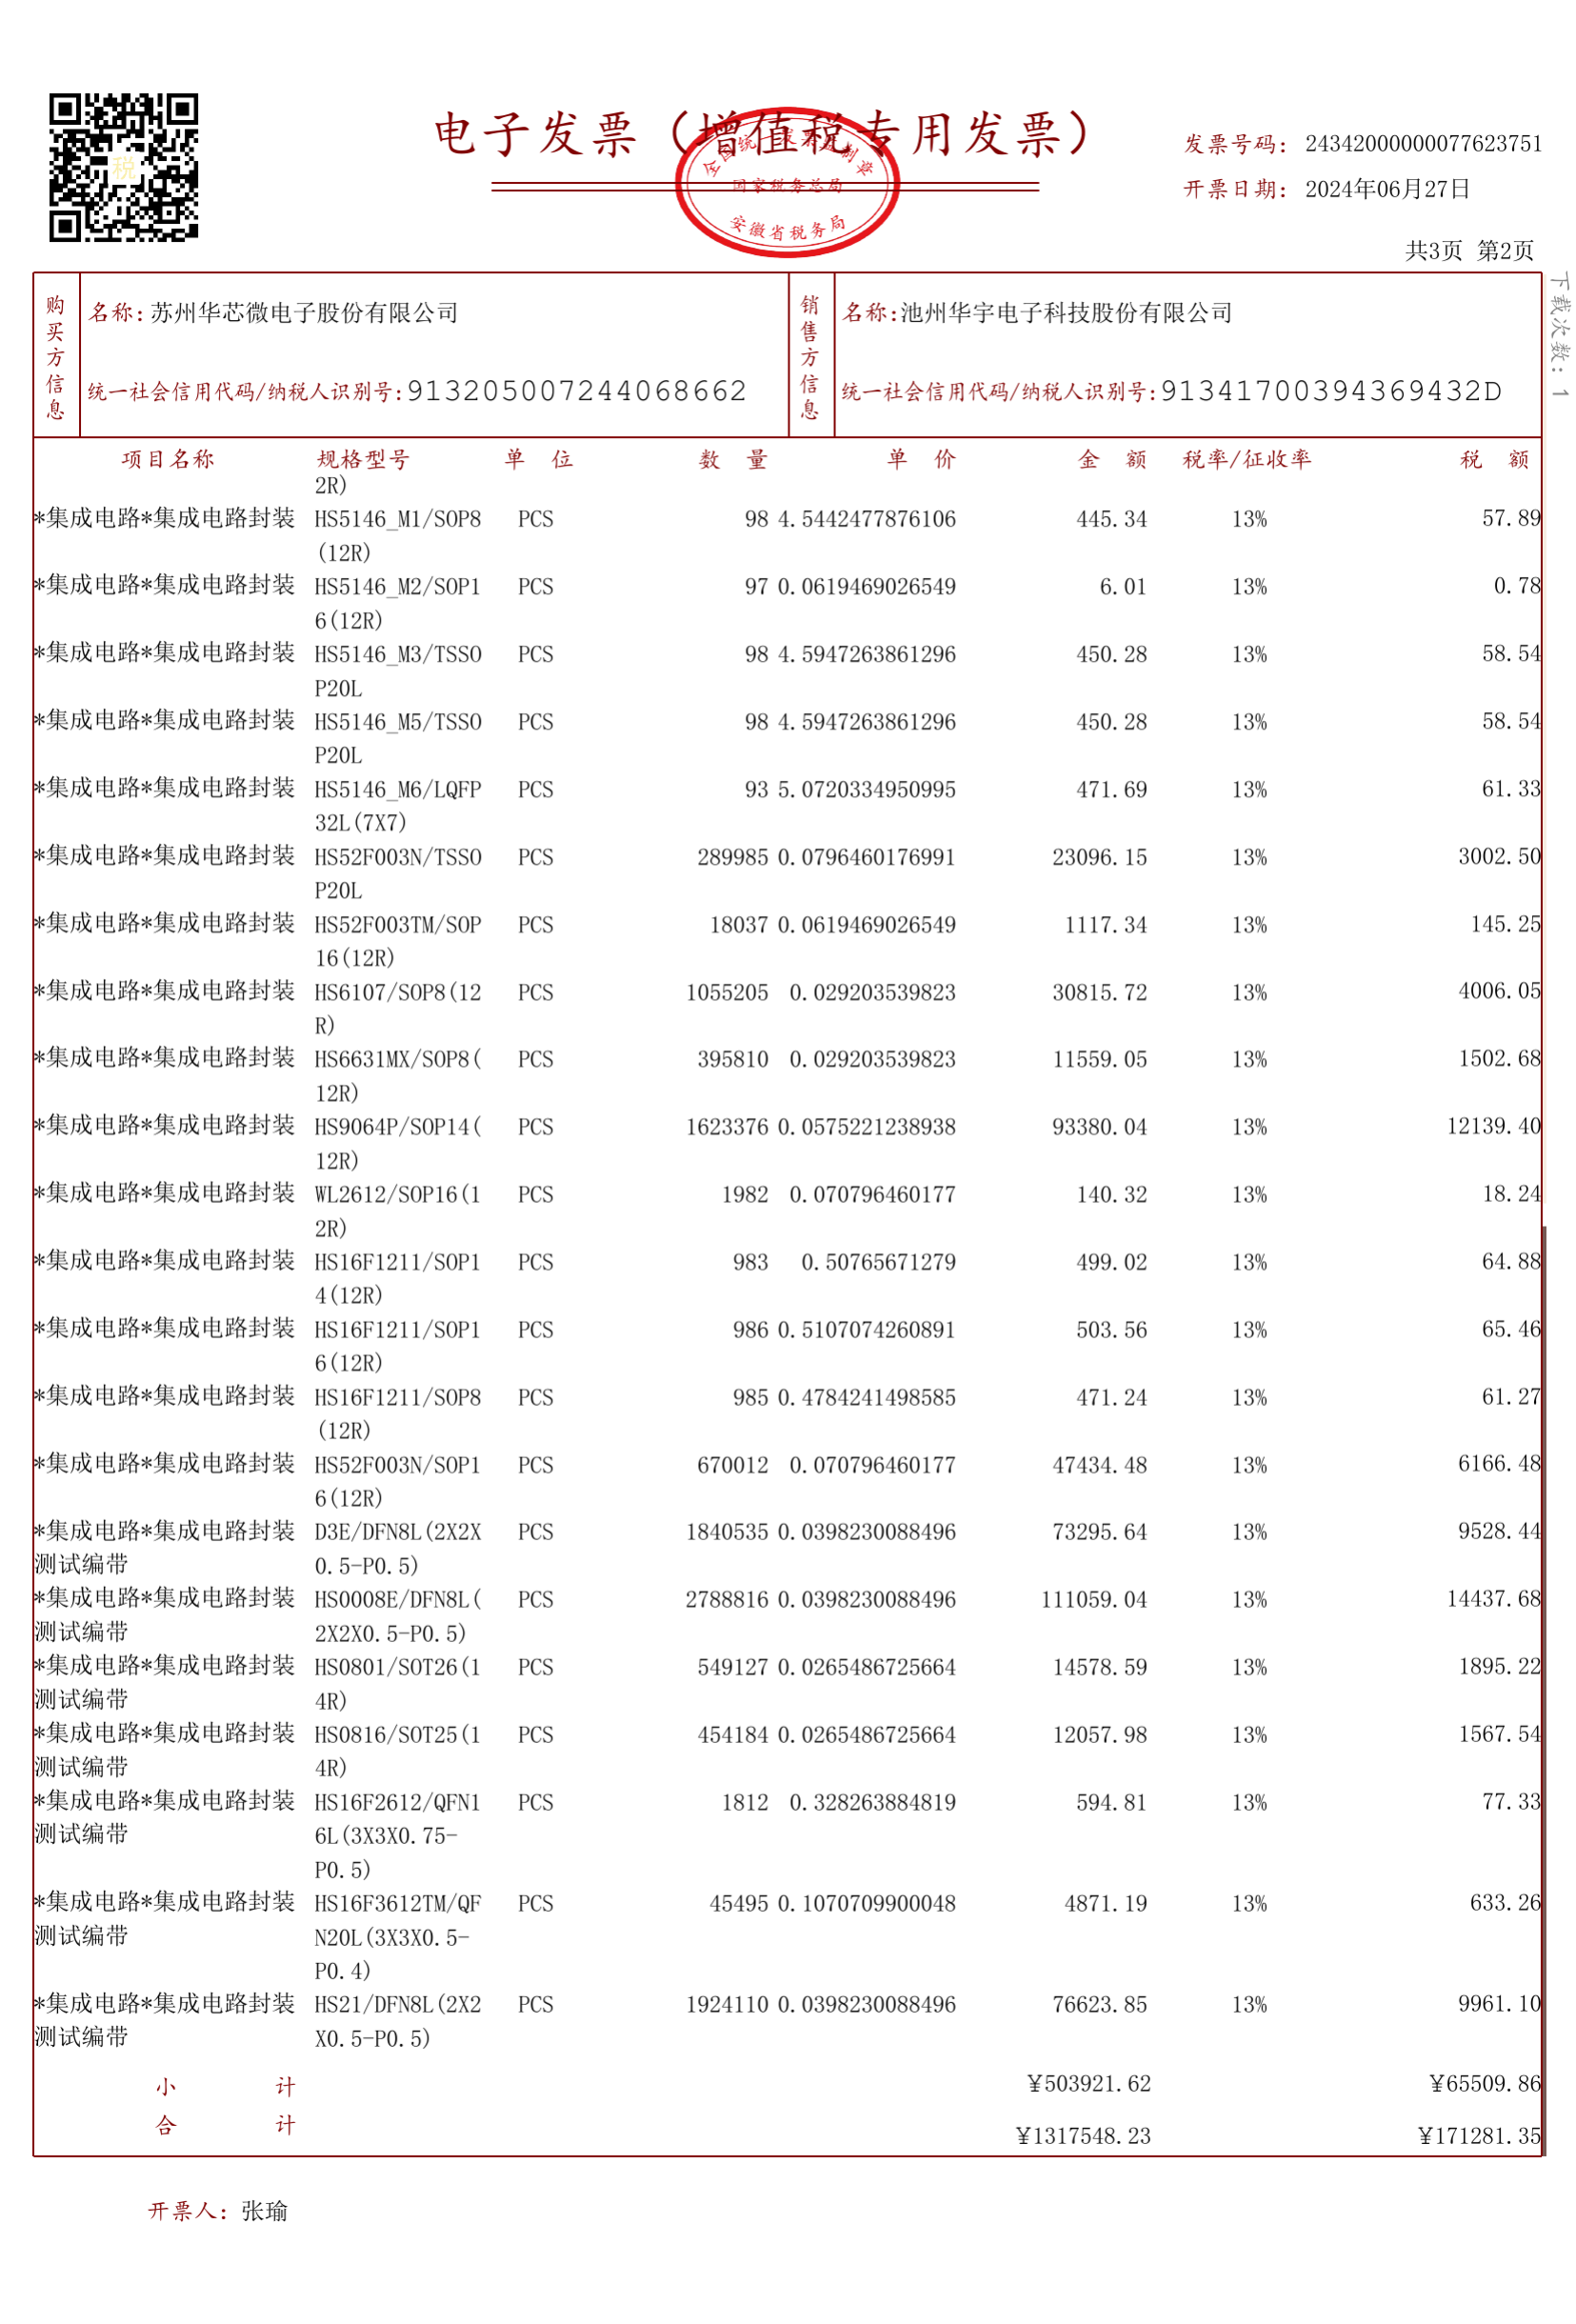 电子发票（增值税专用发票）
全国统一发票监制章
国家税务总局
安徽省税务局
税
发票号码：24342000000077623751
开票日期：2024年06月27日
共3页 第2页
下载次数：1
购买方信息
名称：苏州华芯微电子股份有限公司
统一社会信用代码/纳税人识别号：913205007244068662
销售方信息
名称：池州华宇电子科技股份有限公司
统一社会信用代码/纳税人识别号：91341700394369432D
项目名称 规格型号 单 位 数 量 单 价 金 额 税率/征收率 税 额
2R)
*集成电路*集成电路封装 HS5146_M1/SOP8 PCS 98 4.5442477876106 445.34 13% 57.89
(12R)
*集成电路*集成电路封装 HS5146_M2/SOP1 PCS 97 0.0619469026549 6.01 13% 0.78
6(12R)
*集成电路*集成电路封装 HS5146_M3/TSSO PCS 98 4.5947263861296 450.28 13% 58.54
P20L
*集成电路*集成电路封装 HS5146_M5/TSSO PCS 98 4.5947263861296 450.28 13% 58.54
P20L
*集成电路*集成电路封装 HS5146_M6/LQFP PCS 93 5.0720334950995 471.69 13% 61.33
32L(7X7)
*集成电路*集成电路封装 HS52F003N/TSSO PCS 289985 0.0796460176991 23096.15 13% 3002.50
P20L
*集成电路*集成电路封装 HS52F003TM/SOP PCS 18037 0.0619469026549 1117.34 13% 145.25
16(12R)
*集成电路*集成电路封装 HS6107/SOP8(12 PCS 1055205 0.029203539823 30815.72 13% 4006.05
R)
*集成电路*集成电路封装 HS6631MX/SOP8( PCS 395810 0.029203539823 11559.05 13% 1502.68
12R)
*集成电路*集成电路封装 HS9064P/SOP14( PCS 1623376 0.0575221238938 93380.04 13% 12139.40
12R)
*集成电路*集成电路封装 WL2612/SOP16(1 PCS 1982 0.070796460177 140.32 13% 18.24
2R)
*集成电路*集成电路封装 HS16F1211/SOP1 PCS 983 0.50765671279 499.02 13% 64.88
4(12R)
*集成电路*集成电路封装 HS16F1211/SOP1 PCS 986 0.5107074260891 503.56 13% 65.46
6(12R)
*集成电路*集成电路封装 HS16F1211/SOP8 PCS 985 0.4784241498585 471.24 13% 61.27
(12R)
*集成电路*集成电路封装 HS52F003N/SOP1 PCS 670012 0.070796460177 47434.48 13% 6166.48
6(12R)
*集成电路*集成电路封装 D3E/DFN8L(2X2X PCS 1840535 0.0398230088496 73295.64 13% 9528.44
测试编带 0.5-P0.5)
*集成电路*集成电路封装 HS0008E/DFN8L( PCS 2788816 0.0398230088496 111059.04 13% 14437.68
测试编带 2X2X0.5-P0.5)
*集成电路*集成电路封装 HS0801/SOT26(1 PCS 549127 0.0265486725664 14578.59 13% 1895.22
测试编带 4R)
*集成电路*集成电路封装 HS0816/SOT25(1 PCS 454184 0.0265486725664 12057.98 13% 1567.54
测试编带 4R)
*集成电路*集成电路封装 HS16F2612/QFN1 PCS 1812 0.328263884819 594.81 13% 77.33
测试编带 6L(3X3X0.75-
P0.5)
*集成电路*集成电路封装 HS16F3612TM/QF PCS 45495 0.1070709900048 4871.19 13% 633.26
测试编带 N20L(3X3X0.5-
P0.4)
*集成电路*集成电路封装 HS21/DFN8L(2X2 PCS 1924110 0.0398230088496 76623.85 13% 9961.10
测试编带 X0.5-P0.5)
小 计 ¥503921.62 ¥65509.86
合 计 ¥1317548.23 ¥171281.35
开票人：张瑜